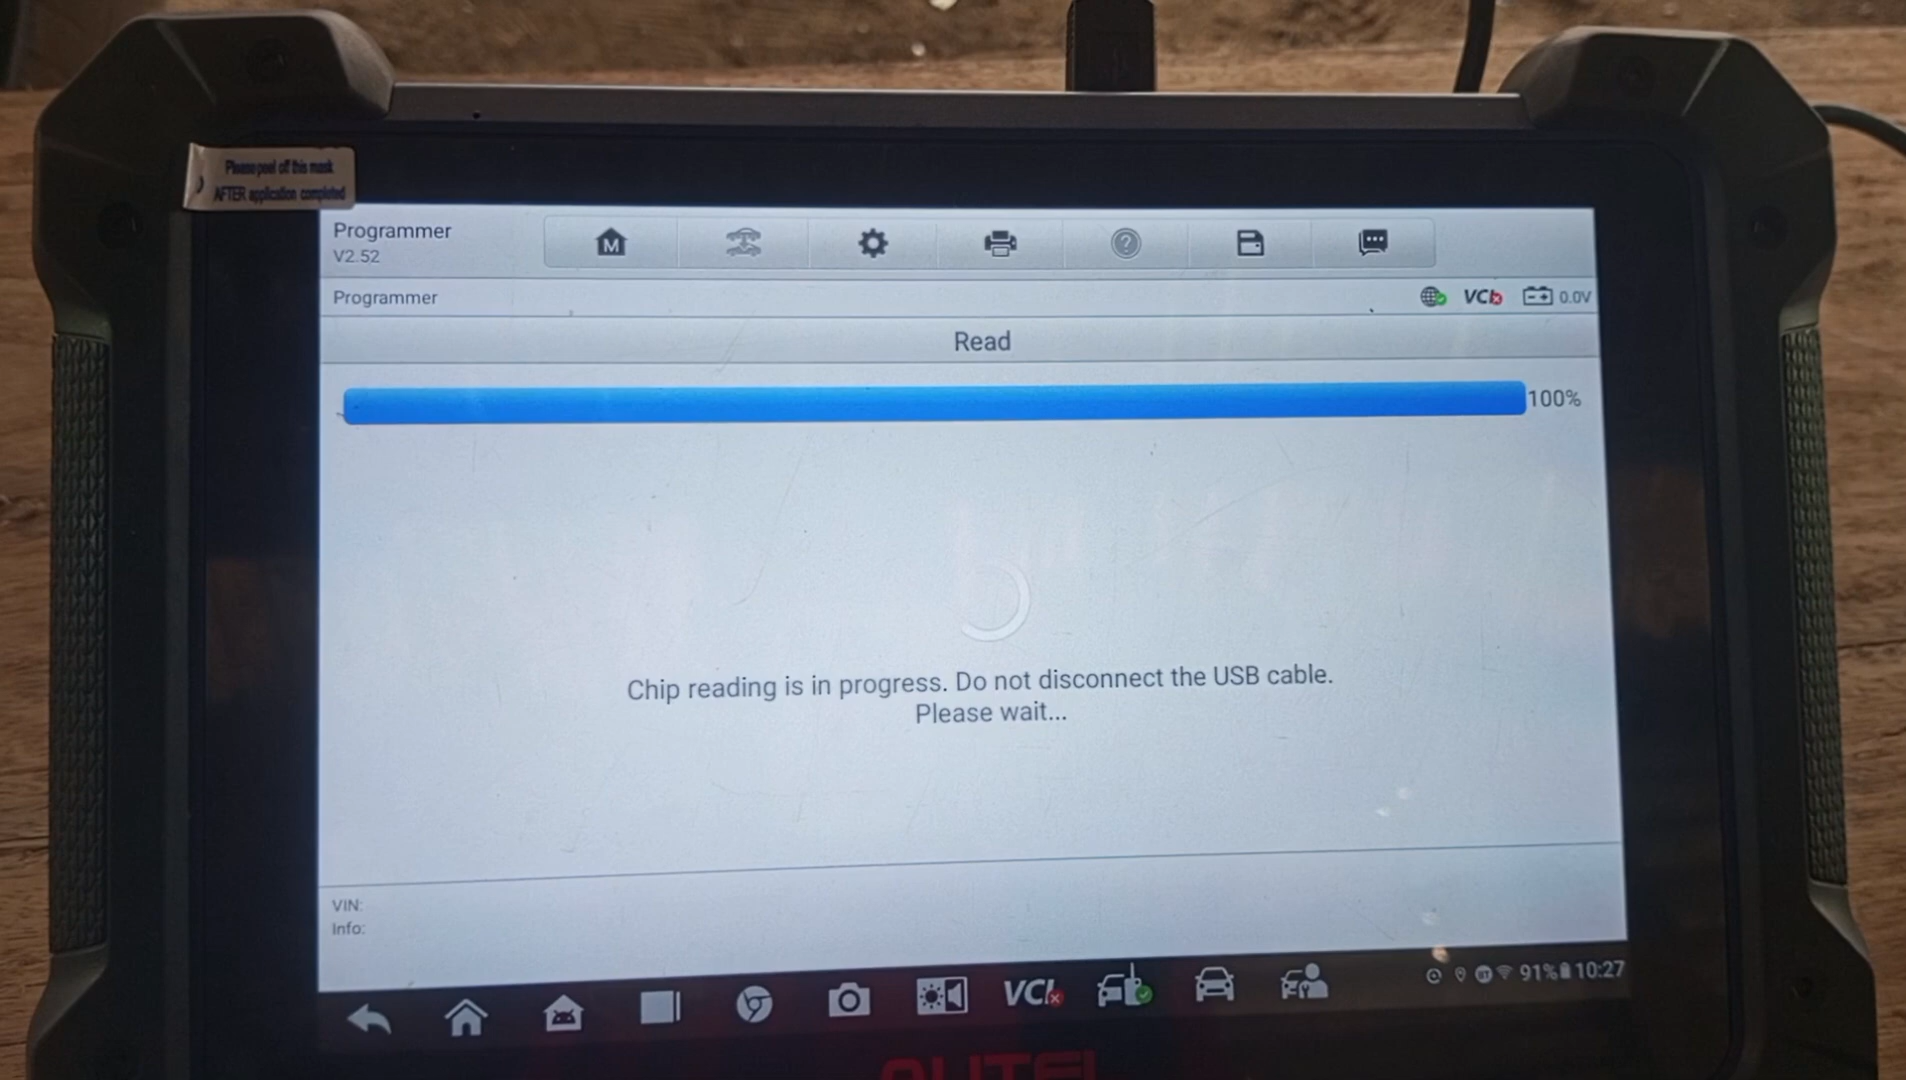 Please peel off this mask
AFTER application completed
Programmer
V2.52
M
?
Programmer
VCI
0.0V
Read
100%
Chip reading is in progress. Do not disconnect the USB cable.
Please wait...
VIN:
Info:
VCI
91%
10:27
AUTEL